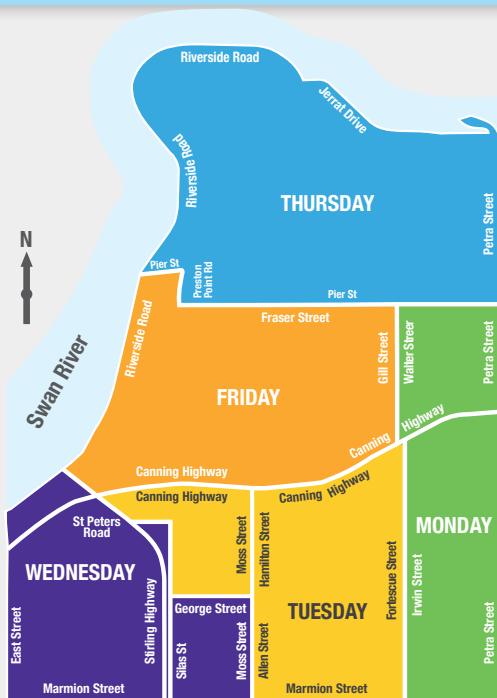 Riverside Road
Jerrat Drive
Riverside Road
THURSDAY
Petra Street
N
Pier St
Preston
Point Rd
Pier St
Fraser Street
Riverside Road
Swan River
Gill Street
Walter Streer
Petra Street
FRIDAY
Canning Highway
Canning Highway
Canning Highway
Canning Highway
St Peters
Road
MONDAY
WEDNESDAY
Moss Street
Hamilton Street
Fortescue Street
Irwin Street
East Street
Stirling Highway
George Street
TUESDAY
Silas St
Moss Street
Allen Street
Petra Street
Marmion Street
Marmion Street